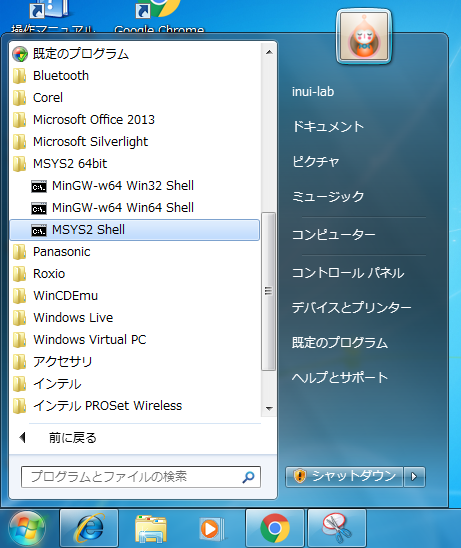 操作マニュアル
Google Chrome
既定のプログラム
Bluetooth
Corel
Microsoft Office 2013
Microsoft Silverlight
MSYS2 64bit
MinGW-w64 Win32 Shell
MinGW-w64 Win64 Shell
MSYS2 Shell
Panasonic
Roxio
WinCDEmu
Windows Live
Windows Virtual PC
アクセサリ
インテル
インテル PROSet Wireless
前に戻る
プログラムとファイルの検索
inui-lab
ドキュメント
ピクチャ
ミュージック
コンピューター
コントロール パネル
デバイスとプリンター
既定のプログラム
ヘルプとサポート
シャットダウン